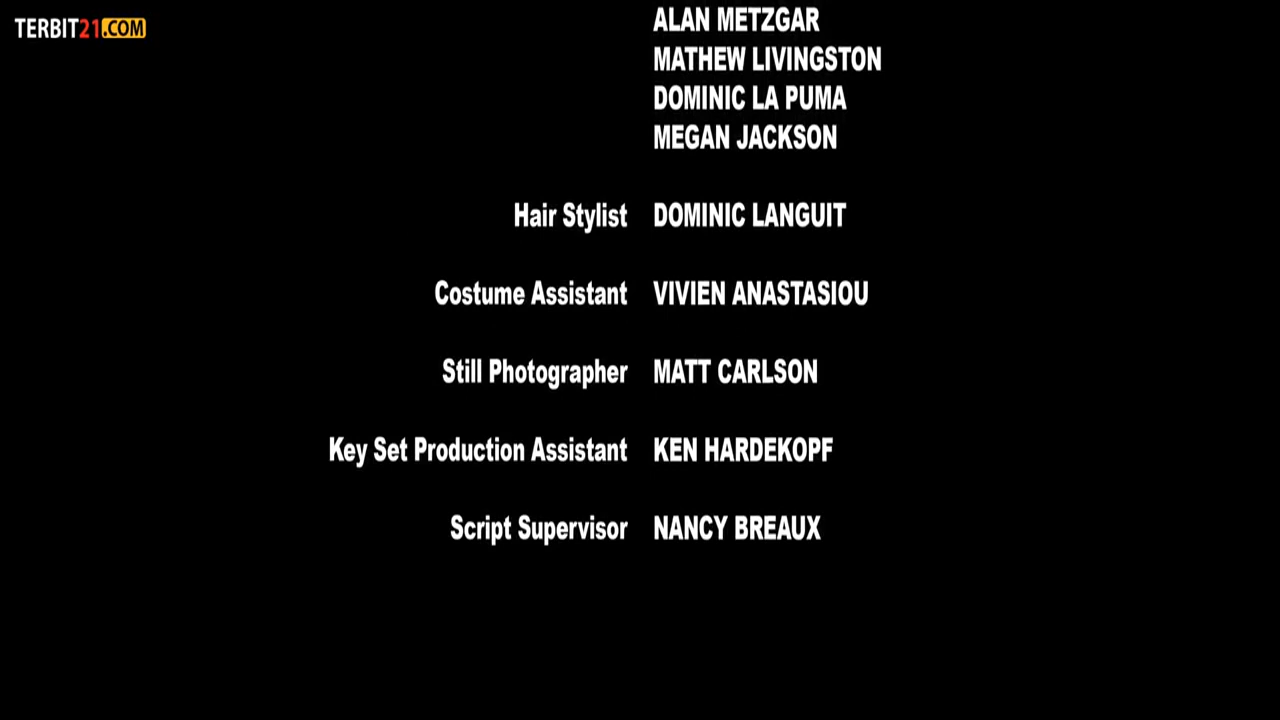 TERBIT21.COM
ALAN METZGAR
MATHEW LIVINGSTON
DOMINIC LA PUMA
MEGAN JACKSON
Hair Stylist DOMINIC LANGUIT
Costume Assistant VIVIEN ANASTASIOU
Still Photographer MATT CARLSON
Key Set Production Assistant KEN HARDEKOPF
Script Supervisor NANCY BREAUX